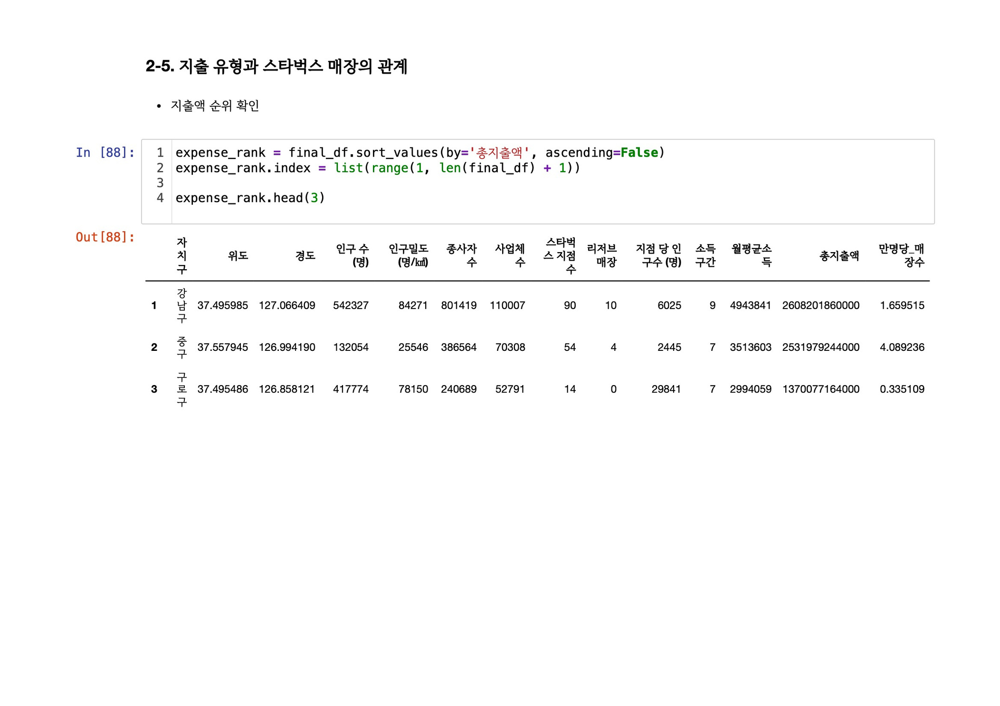 2-5. 지출 유형과 스타벅스 매장의 관계
• 지출액 순위 확인
In [88]:
1 expense_rank = final_df.sort_values(by='총지출액', ascending=False)
2 expense_rank.index = list(range(1, len(final_df) + 1))
3
4 expense_rank.head(3)
Out[88]:
자치구 위도 경도 인구 수 (명) 인구밀도 (명/㎢) 종사자 수 사업체 수 스타벅스 지점 수 리저브 매장 지점 당 인구수 (명) 소득 구간 월평균소득 총지출액 만명당_매장수
1 강남구 37.495985 127.066409 542327 84271 801419 110007 90 10 6025 9 4943841 2608201860000 1.659515
2 중구 37.557945 126.994190 132054 25546 386564 70308 54 4 2445 7 3513603 2531979244000 4.089236
3 구로구 37.495486 126.858121 417774 78150 240689 52791 14 0 29841 7 2994059 1370077164000 0.335109